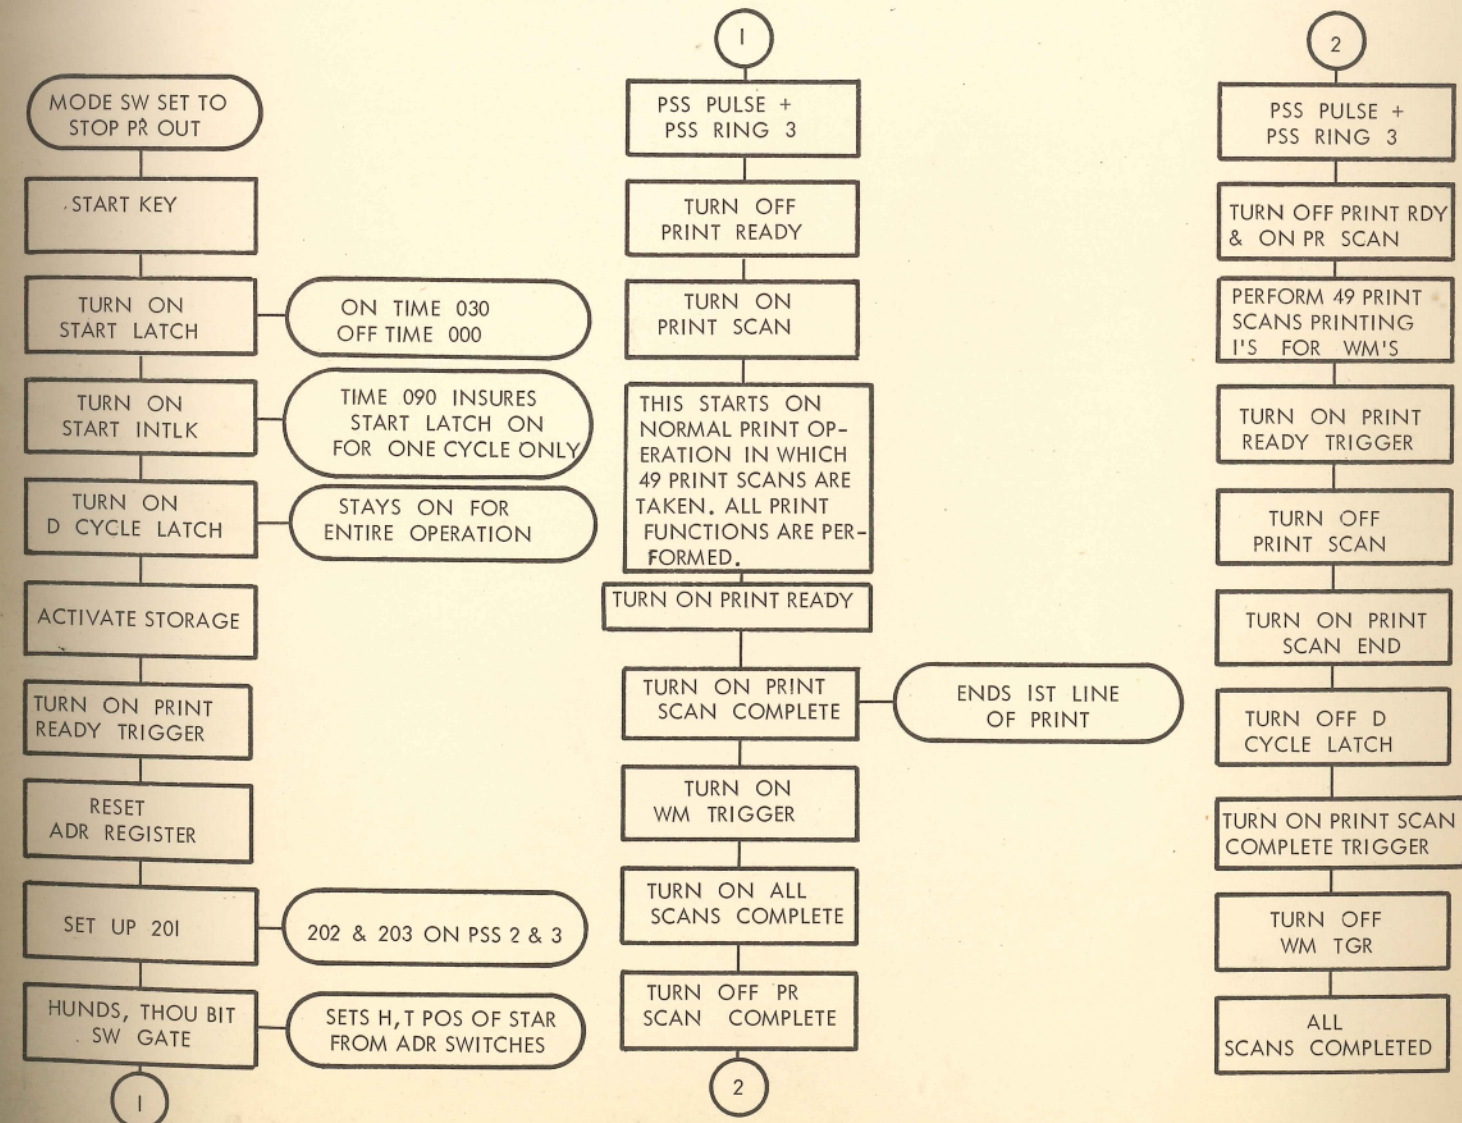 MODE SW SET TO
STOP PR OUT
START KEY
TURN ON
START LATCH
ON TIME 030
OFF TIME 000
TURN ON
START INTLK
TIME 090 INSURES
START LATCH ON
FOR ONE CYCLE ONLY
TURN ON
D CYCLE LATCH
STAYS ON FOR
ENTIRE OPERATION
ACTIVATE STORAGE
TURN ON PRINT
READY TRIGGER
RESET
ADR REGISTER
SET UP 201
202 & 203 ON PSS 2 & 3
HUNDS, THOU BIT
SW GATE
SETS H,T POS OF STAR
FROM ADR SWITCHES
1
1
PSS PULSE +
PSS RING 3
TURN OFF
PRINT READY
TURN ON
PRINT SCAN
THIS STARTS ON
NORMAL PRINT OP-
ERATION IN WHICH
49 PRINT SCANS ARE
TAKEN. ALL PRINT
FUNCTIONS ARE PER-
FORMED.
TURN ON PRINT READY
TURN ON PRINT
SCAN COMPLETE
ENDS 1ST LINE
OF PRINT
TURN ON
WM TRIGGER
TURN ON ALL
SCANS COMPLETE
TURN OFF PR
SCAN COMPLETE
2
2
PSS PULSE +
PSS RING 3
TURN OFF PRINT RDY
& ON PR SCAN
PERFORM 49 PRINT
SCANS PRINTING
1'S FOR WM'S
TURN ON PRINT
READY TRIGGER
TURN OFF
PRINT SCAN
TURN ON PRINT
SCAN END
TURN OFF D
CYCLE LATCH
TURN ON PRINT SCAN
COMPLETE TRIGGER
TURN OFF
WM TGR
ALL
SCANS COMPLETED